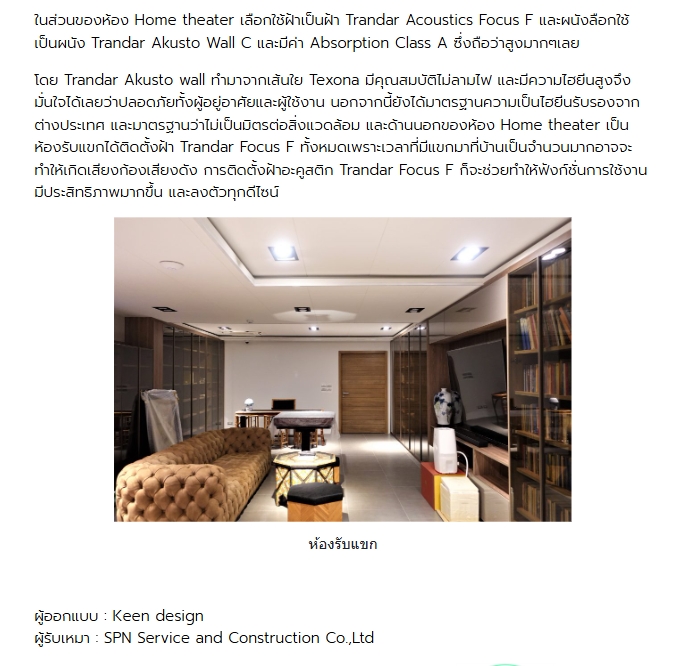 ในส่วนของห้อง Home theater เลือกใช้ฝ้าเป็นฝ้า Trandar Acoustics Focus F และผนังลือกใช้
เป็นผนัง Trandar Akusto Wall C และมีค่า Absorption Class A ซึ่งถือว่าสูงมากๆเลย
โดย Trandar Akusto wall ทำมาจากเส้นใย Texona มีคุณสมบัติไม่ลามไฟ และมีความไฮยีนสูงจึง
มั่นใจได้เลยว่าปลอดภัยทั้งผู้อยู่อาศัยและผู้ใช้งาน นอกจากนี้ยังได้มาตรฐานความเป็นไฮยีนรับรองจาก
ต่างประเทศ และมาตรฐานว่าไม่เป็นมิตรต่อสิ่งแวดล้อม และด้านนอกของห้อง Home theater เป็น
ห้องรับแขกได้ติดตั้งฝ้า Trandar Focus F ทั้งหมดเพราะเวลาที่มีแขกมาที่บ้านเป็นจำนวนมากอาจจะ
ทำให้เกิดเสียงก้องเสียงดัง การติดตั้งฝ้าอะคูสติก Trandar Focus F ก็จะช่วยทำให้ฟังก์ชั่นการใช้งาน
มีประสิทธิภาพมากขึ้น และลงตัวทุกดีไซน์
ห้องรับแขก
ผู้ออกแบบ : Keen design
ผู้รับเหมา : SPN Service and Construction Co.,Ltd